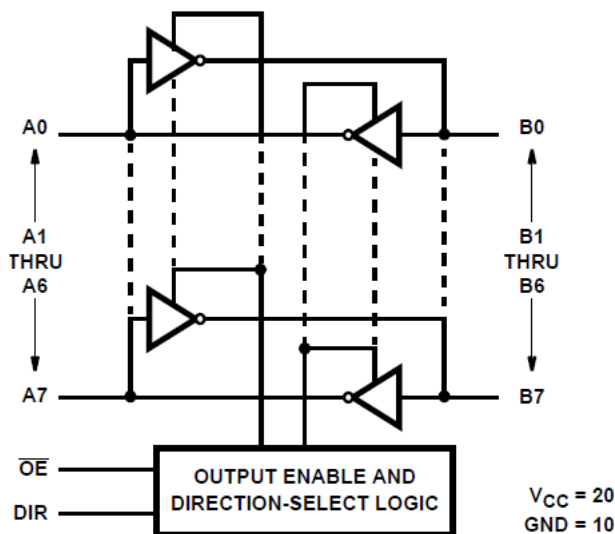 A0
B0
A1
THRU
A6
B1
THRU
B6
A7
B7
O̅E̅
DIR
OUTPUT ENABLE AND
DIRECTION-SELECT LOGIC
VCC = 20
GND = 10